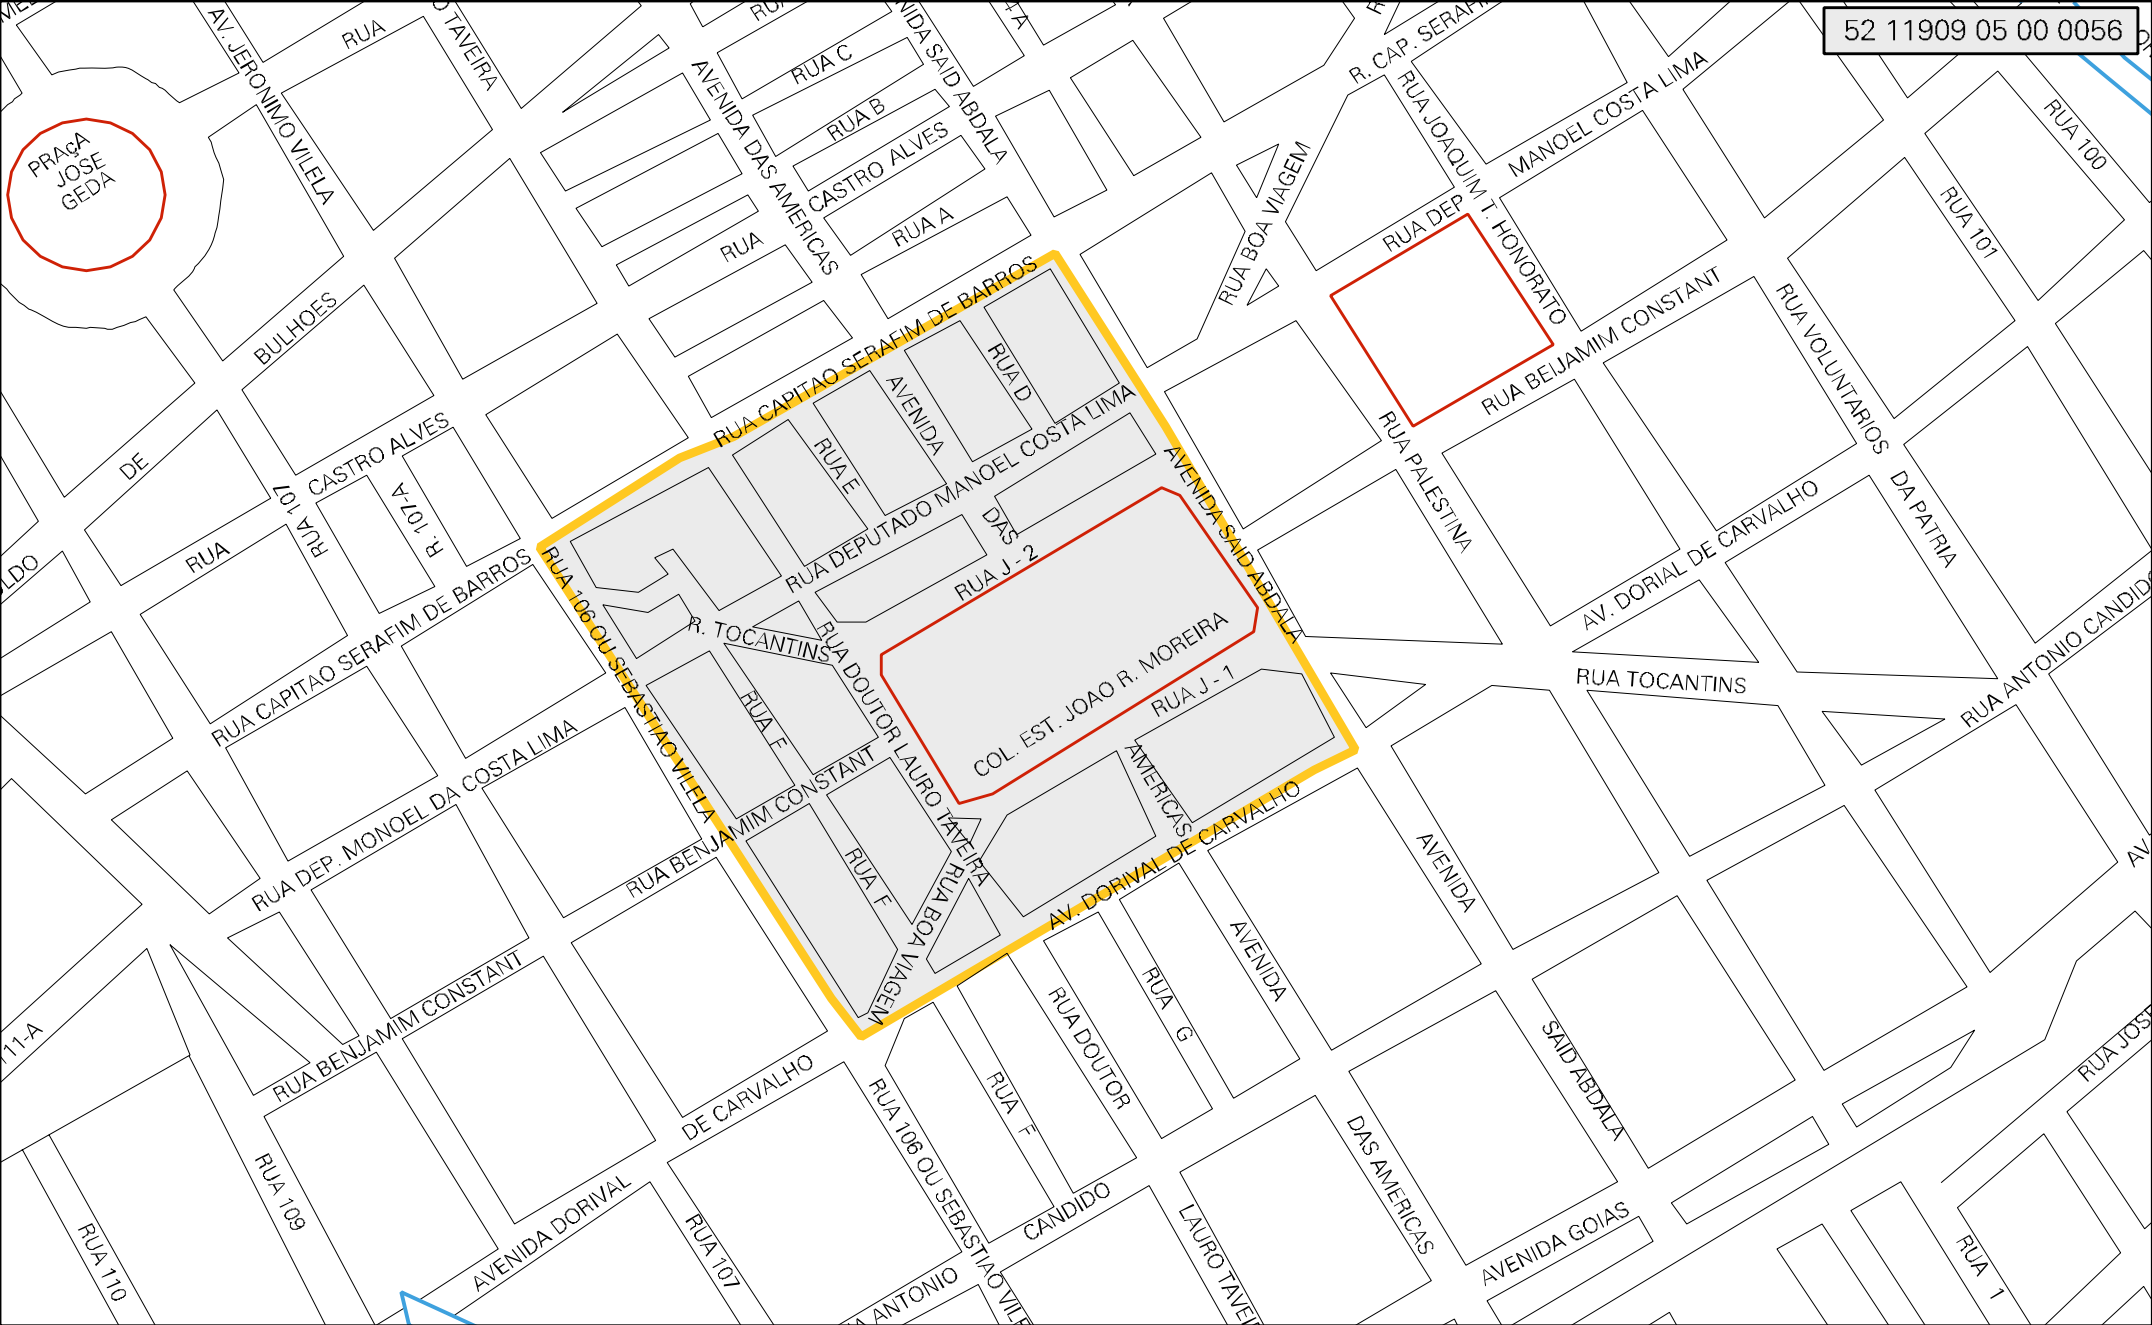 52 11909 05 00 0056
RUA
TAVEIRA
AV. JERONIMO VILELA
PRAçA
JOSE
GEDA
RUA C
RUA B
CASTRO ALVES
RUA A
RUA
AVENIDA DAS AMERICAS
NIDA SAID ABDALA
R. CAP. SERAFI
RUA JOAQUIM T. HONORATO
MANOEL COSTA LIMA
RUA DEP.
RUA BOA VIAGEM
RUA 100
RUA 101
RUA BEIJAMIM CONSTANT
RUA VOLUNTARIOS
DA PATRIA
RUA PALESTINA
AV. DORIAL DE CARVALHO
RUA TOCANTINS
RUA ANTONIO CANDID
BULHOES
DE
CASTRO ALVES
RUA
RUA 107
R. 107-A
LDO
RUA CAPITAO SERAFIM DE BARROS
RUA CAPITAO SERAFIM DE BARROS
RUA D
AVENIDA
RUA E
RUA DEPUTADO MANOEL COSTA LIMA
DAS
RUA J - 2
AVENIDA SAID ABDALA
RUA 106 OU SEBASTIAO VILELA
R. TOCANTINS
RUA DOUTOR LAURO TAVEIRA
COL. EST. JOAO R. MOREIRA
RUA J - 1
RUA F
RUA BENJAMIM CONSTANT
AMERICAS
RUA F
RUA BOA VIAGEM
AV. DORIVAL DE CARVALHO
RUA DEP. MONOEL DA COSTA LIMA
RUA BENJAMIM CONSTANT
11-A
RUA 109
RUA 110
AVENIDA DORIVAL
DE CARVALHO
RUA 107
RUA 106 OU SEBASTIAO VILE
RUA F
RUA DOUTOR
RUA G
AVENIDA
AVENIDA
SAID ABDALA
DAS AMERICAS
LAURO TAVEI
CANDIDO
A ANTONIO
AVENIDA GOIAS
RUA JOSE
RUA 1
AV